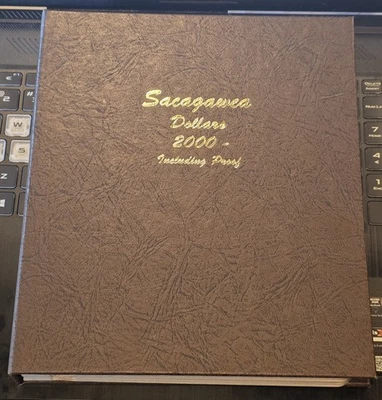 Sacagawea
Dollars
2000 -
Including Proof
W
S